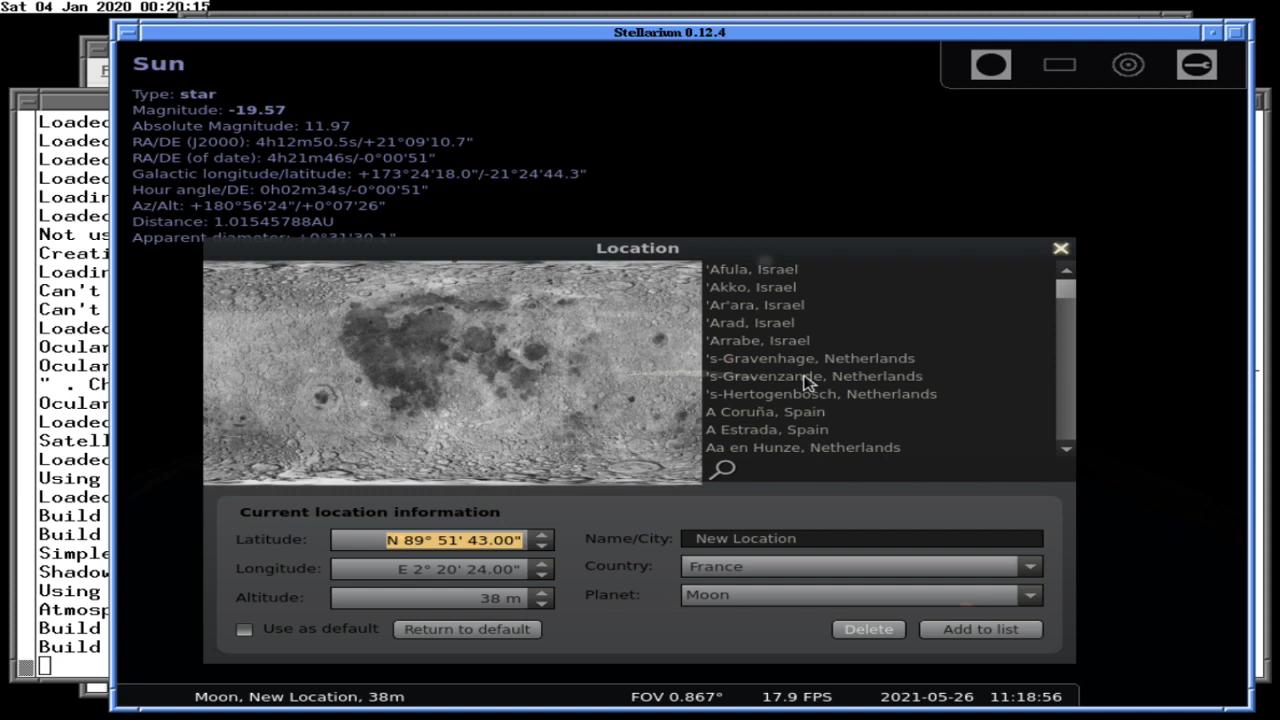 Sat 04 Jan 2020 00:20:15
Stellarium 0.12.4
Sun
Type: star
Magnitude: -19.57
Absolute Magnitude: 11.97
RA/DE (J2000): 4h12m50.5s/+21°09'10.7"
RA/DE (of date): 4h21m46s/-0°00'51"
Galactic longitude/latitude: +173°24'18.0"/-21°24'44.3"
Hour angle/DE: 0h02m34s/-0°00'51"
Az/Alt: +180°56'24"/+0°07'26"
Distance: 1.01545788AU
Apparent diameter: +0°31'30.1"
Loaded
Loaded
Loaded
Loaded
Loadin
Loaded
Not us
Creati
Loadin
Can't
Can't
Loaded
Ocular
Ocular
" . Ch
Ocular
Loaded
Satell
Loaded
Using
Loaded
Build
Build
Simple
Shadow
Using
Atmosp
Build
Build
Location
'Afula, Israel
'Akko, Israel
'Ar'ara, Israel
'Arad, Israel
'Arrabe, Israel
's-Gravenhage, Netherlands
's-Gravenzande, Netherlands
's-Hertogenbosch, Netherlands
A Coruña, Spain
A Estrada, Spain
Aa en Hunze, Netherlands
Current location information
Latitude: N 89° 51' 43.00"
Longitude: E 2° 20' 24.00"
Altitude: 38 m
Name/City: New Location
Country: France
Planet: Moon
Use as default
Return to default
Delete
Add to list
Moon, New Location, 38m FOV 0.867° 17.9 FPS 2021-05-26 11:18:56